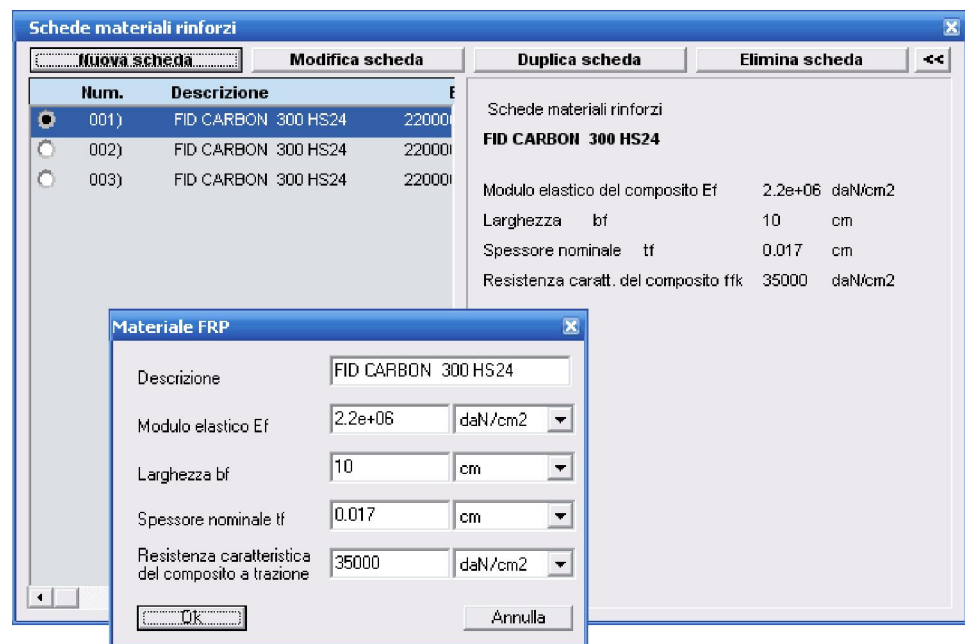 Schede materiali rinforzi
Nuova scheda Modifica scheda Duplica scheda Elimina scheda <<
Num. Descrizione
001) FID CARBON 300 HS24
002) FID CARBON 300 HS24
003) FID CARBON 300 HS24
Schede materiali rinforzi
FID CARBON 300 HS24
Modulo elastico del composito Ef 2.2e+06 daN/cm2
Larghezza bf 10 cm
Spessore nominale tf 0.017 cm
Resistenza caratt. del composito ffk 35000 daN/cm2
Materiale FRP
Descrizione FID CARBON 300 HS24
Modulo elastico Ef 2.2e+06 daN/cm2
Larghezza bf 10 cm
Spessore nominale tf 0.017 cm
Resistenza caratteristica
del composito a trazione 35000 daN/cm2
Ok Annulla